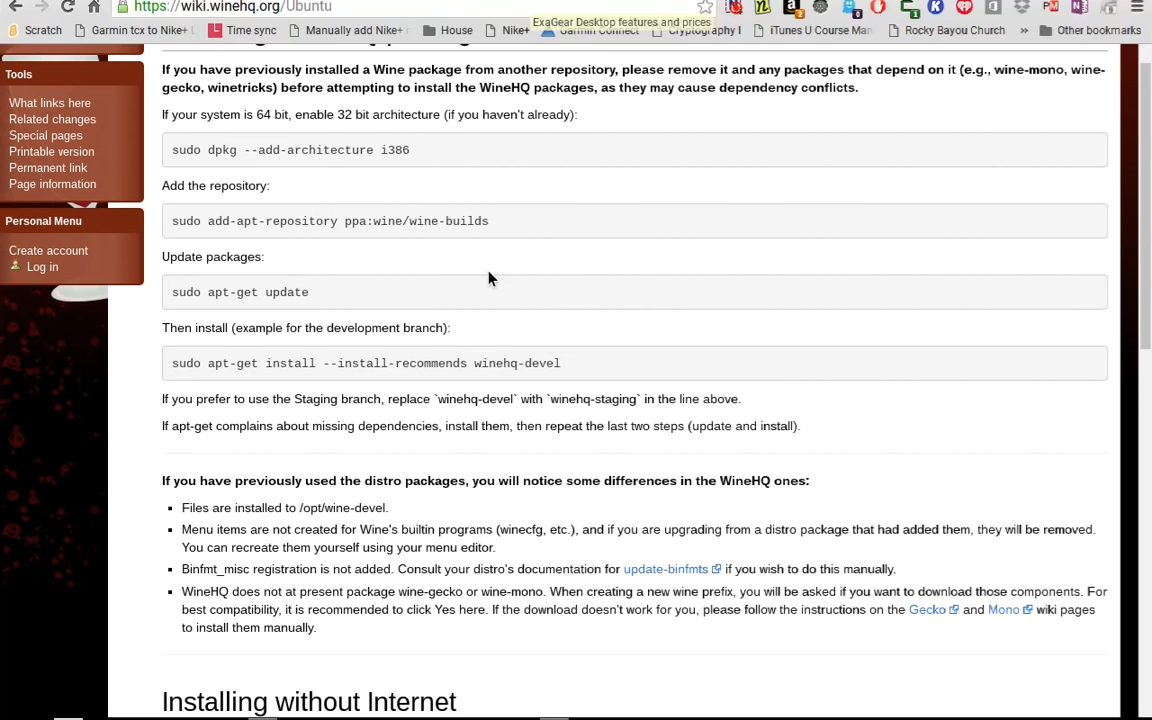 https://wiki.winehq.org/Ubuntu
ExaGear Desktop features and prices
Scratch Garmin tcx to Nike+ Time sync Manually add Nike+ House Nike+ Garmin Connect Cryptography I iTunes U Course Man Rocky Bayou Church » Other bookmarks
Tools
What links here
Related changes
Special pages
Printable version
Permanent link
Page information
Personal Menu
Create account
Log in
If you have previously installed a Wine package from another repository, please remove it and any packages that depend on it (e.g., wine-mono, wine-
gecko, winetricks) before attempting to install the WineHQ packages, as they may cause dependency conflicts.
If your system is 64 bit, enable 32 bit architecture (if you haven't already):
sudo dpkg --add-architecture i386
Add the repository:
sudo add-apt-repository ppa:wine/wine-builds
Update packages:
sudo apt-get update
Then install (example for the development branch):
sudo apt-get install --install-recommends winehq-devel
If you prefer to use the Staging branch, replace `winehq-devel` with `winehq-staging` in the line above.
If apt-get complains about missing dependencies, install them, then repeat the last two steps (update and install).
If you have previously used the distro packages, you will notice some differences in the WineHQ ones:
Files are installed to /opt/wine-devel.
Menu items are not created for Wine's builtin programs (winecfg, etc.), and if you are upgrading from a distro package that had added them, they will be removed.
You can recreate them yourself using your menu editor.
Binfmt_misc registration is not added. Consult your distro's documentation for update-binfmts if you wish to do this manually.
WineHQ does not at present package wine-gecko or wine-mono. When creating a new wine prefix, you will be asked if you want to download those components. For
best compatibility, it is recommended to click Yes here. If the download doesn't work for you, please follow the instructions on the Gecko and Mono wiki pages
to install them manually.
Installing without Internet